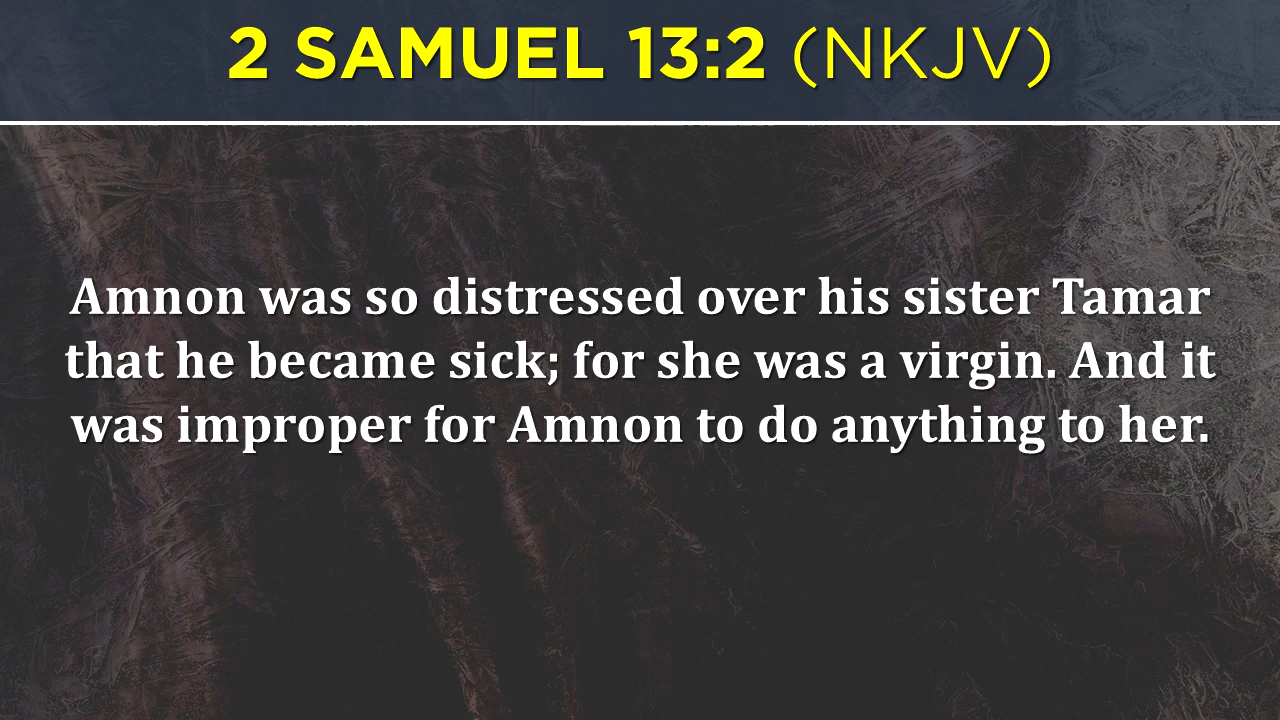 2 SAMUEL 13:2 (NKJV)
Amnon was so distressed over his sister Tamar
that he became sick; for she was a virgin. And it
was improper for Amnon to do anything to her.